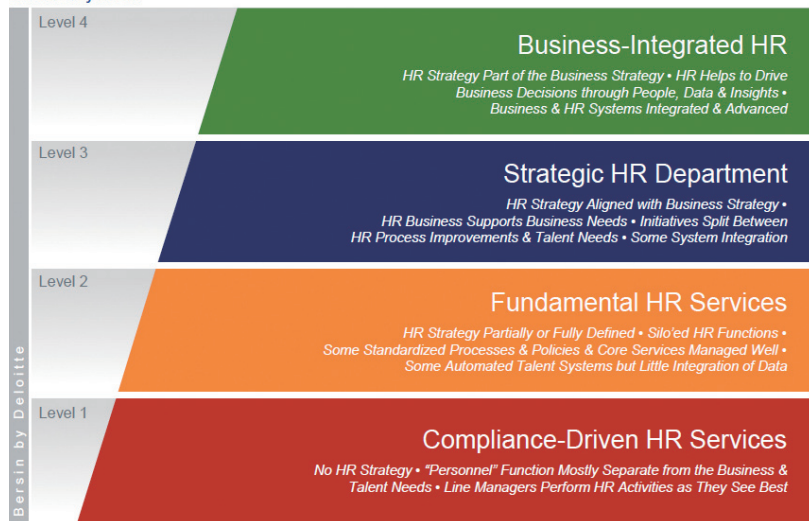 Level 4
Business-Integrated HR
HR Strategy Part of the Business Strategy • HR Helps to Drive
Business Decisions through People, Data & Insights •
Business & HR Systems Integrated & Advanced
Level 3
Strategic HR Department
HR Strategy Aligned with Business Strategy •
HR Business Supports Business Needs • Initiatives Split Between
HR Process Improvements & Talent Needs • Some System Integration
Level 2
Fundamental HR Services
HR Strategy Partially or Fully Defined • Silo'ed HR Functions •
Some Standardized Processes & Policies & Core Services Managed Well •
Some Automated Talent Systems but Little Integration of Data
Level 1
Compliance-Driven HR Services
No HR Strategy • "Personnel" Function Mostly Separate from the Business &
Talent Needs • Line Managers Perform HR Activities as They See Best
Bersin by Deloitte